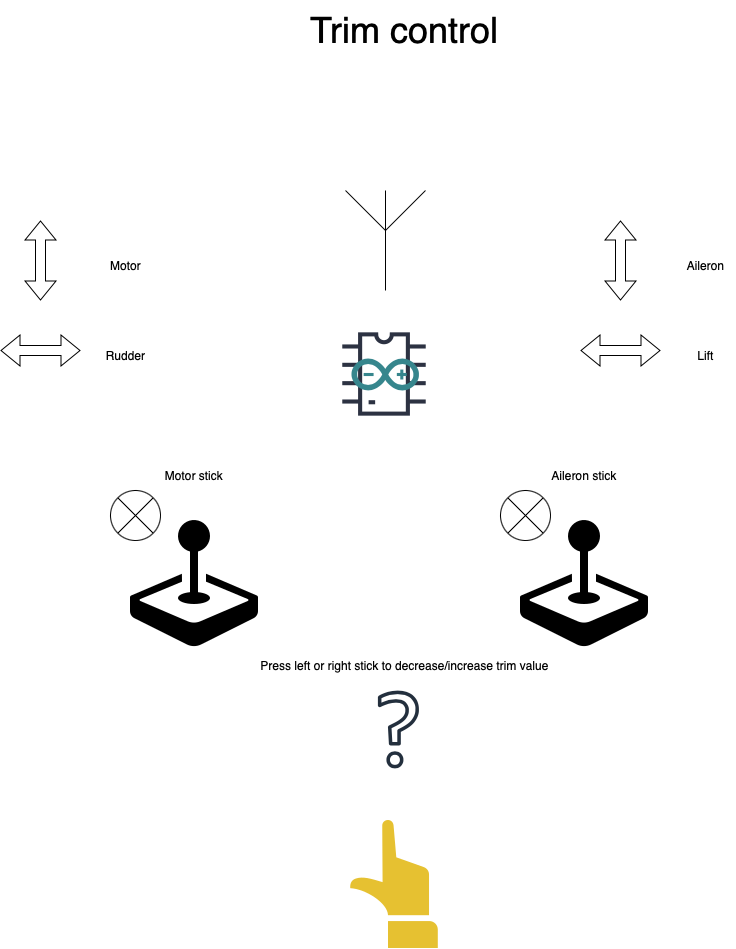 Trim control
Motor
Aileron
Rudder
Lift
Motor stick
Aileron stick
Press left or right stick to decrease/increase trim value